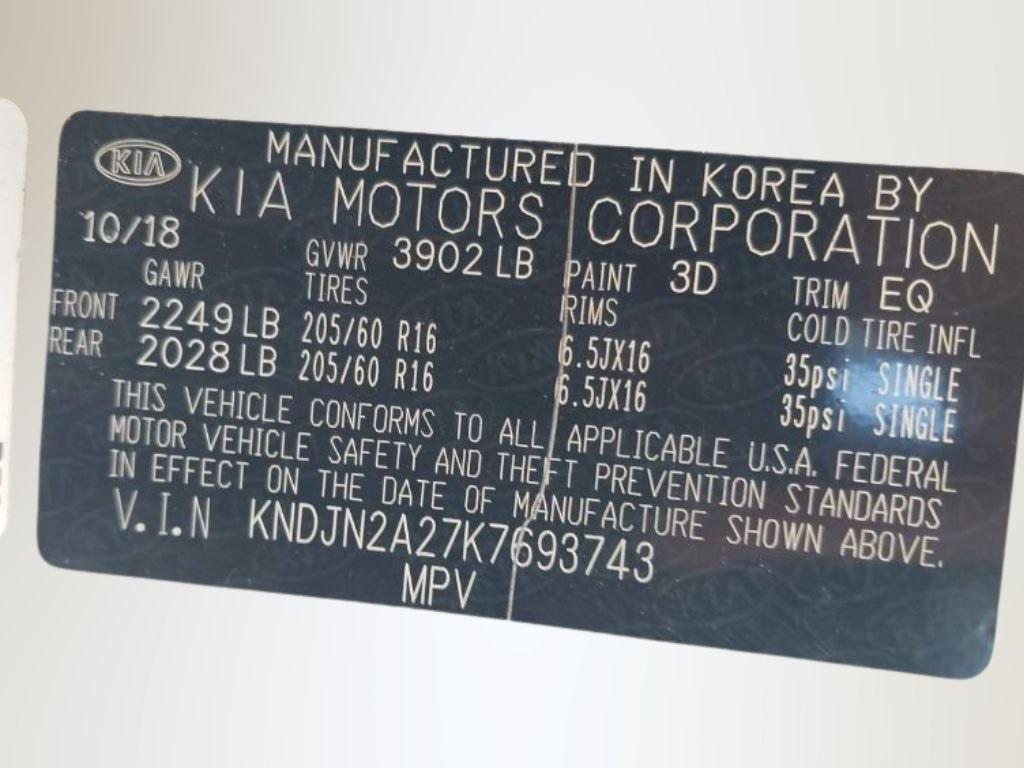 KIA MANUFACTURED IN KOREA BY
KIA MOTORS CORPORATION
10/18 GVWR 3902 LB PAINT 3D TRIM EQ
GAWR TIRES RIMS COLD TIRE INFL
FRONT 2249 LB 205/60 R16 6.5JX16 35psi SINGLE
REAR 2028 LB 205/60 R16 6.5JX16 35psi SINGLE
THIS VEHICLE CONFORMS TO ALL APPLICABLE U.S.A. FEDERAL
MOTOR VEHICLE SAFETY AND THEFT PREVENTION STANDARDS
IN EFFECT ON THE DATE OF MANUFACTURE SHOWN ABOVE.
V.I.N KNDJN2A27K7693743
MPV